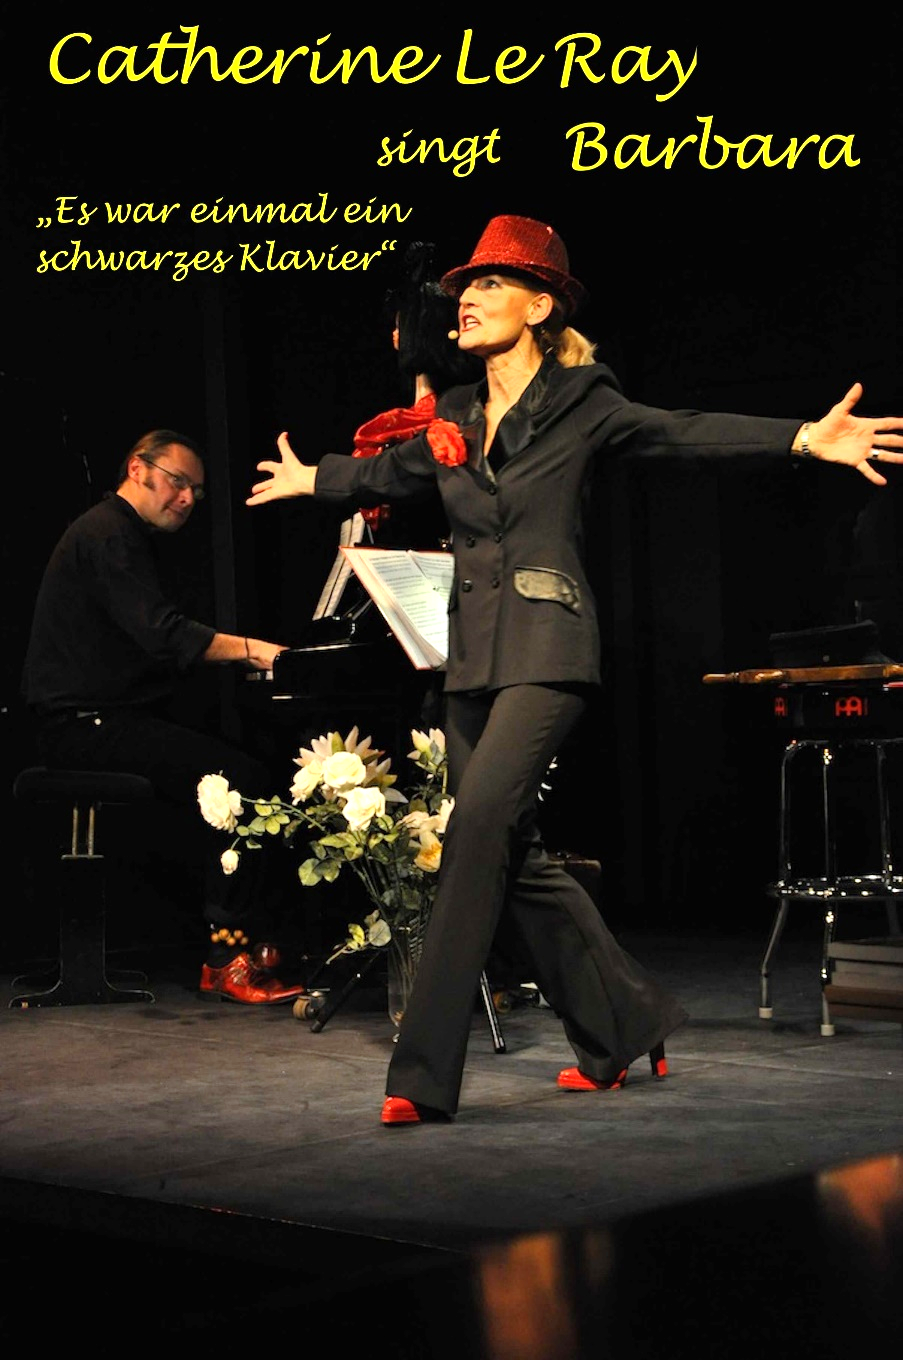 Catherine Le Ray
singt Barbara
„Es war einmal ein
schwarzes Klavier“